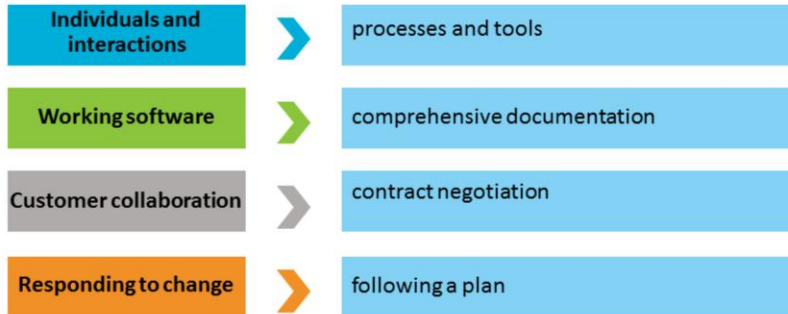 Individuals and
interactions
processes and tools
Working software
comprehensive documentation
Customer collaboration
contract negotiation
Responding to change
following a plan